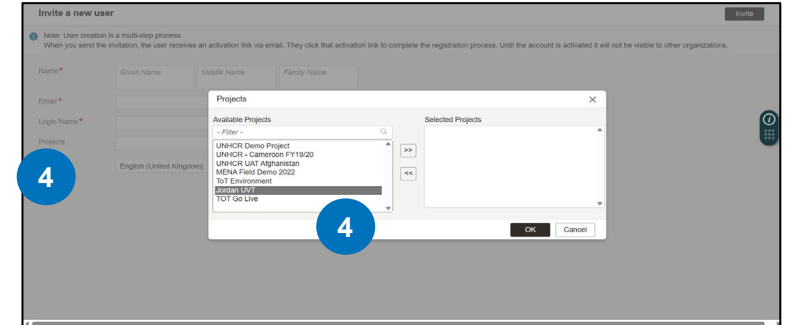 Invite a new user
Invite
Note: User creation is a multi-step process.
When you send the invitation, the user receives an activation link via email. They click that activation link to complete the registration process. Until the account is activated it will not be visible to other organizations.
Name*
Given Name
Middle Name
Family Name
Email*
Login Name*
Projects
English (United Kingdom)
4
Projects
Available Projects
- Filter -
UNHCR Demo Project
UNHCR - Cameroon FY19/20
UNHCR UAT Afghanistan
MENA Field Demo 2022
ToT Environment
Jordan UVT
TOT Go Live
>>
<<
Selected Projects
4
OK
Cancel